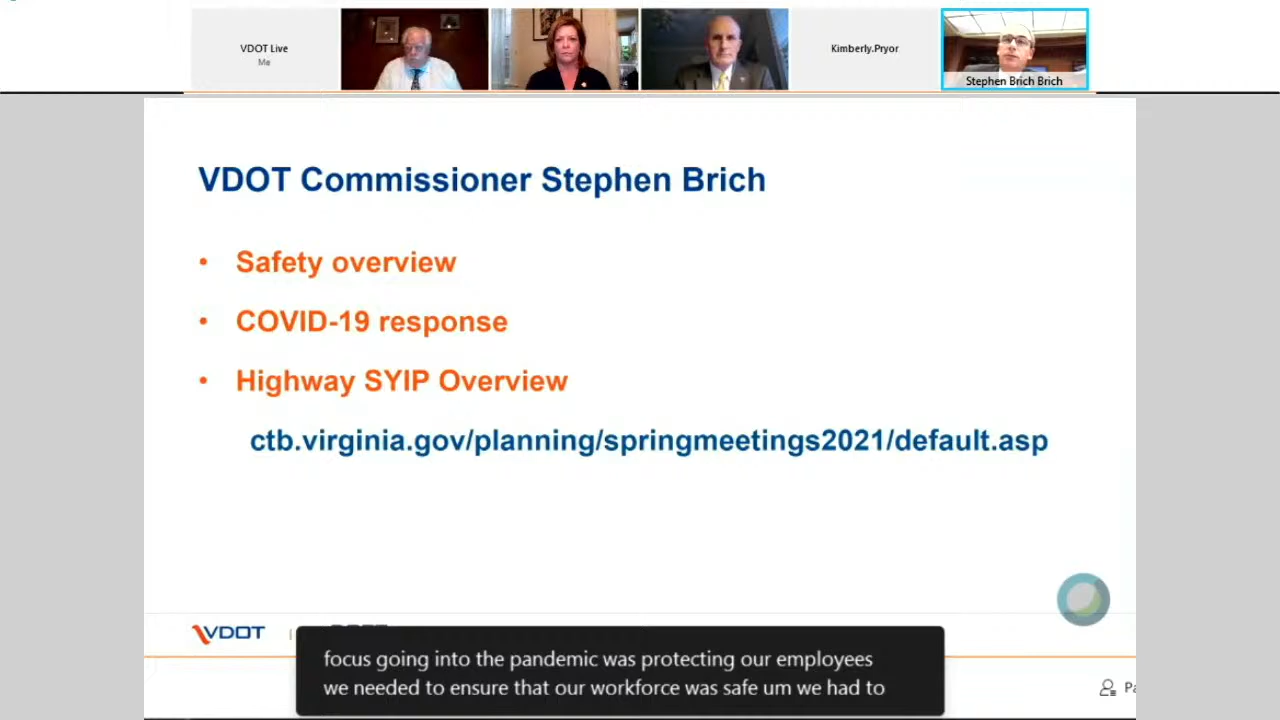 VDOT Live
Me
Kimberly.Pryor
Stephen Brich Brich
VDOT Commissioner Stephen Brich
• Safety overview
• COVID-19 response
• Highway SYIP Overview
ctb.virginia.gov/planning/springmeetings2021/default.asp
VDOT
focus going into the pandemic was protecting our employees
we needed to ensure that our workforce was safe um we had to